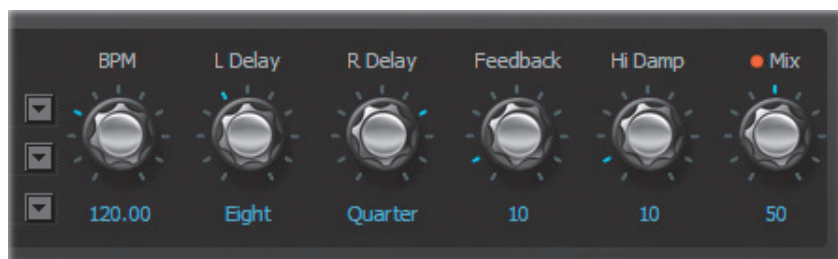 BPM L Delay R Delay Feedback Hi Damp Mix
120.00 Eight Quarter 10 10 50